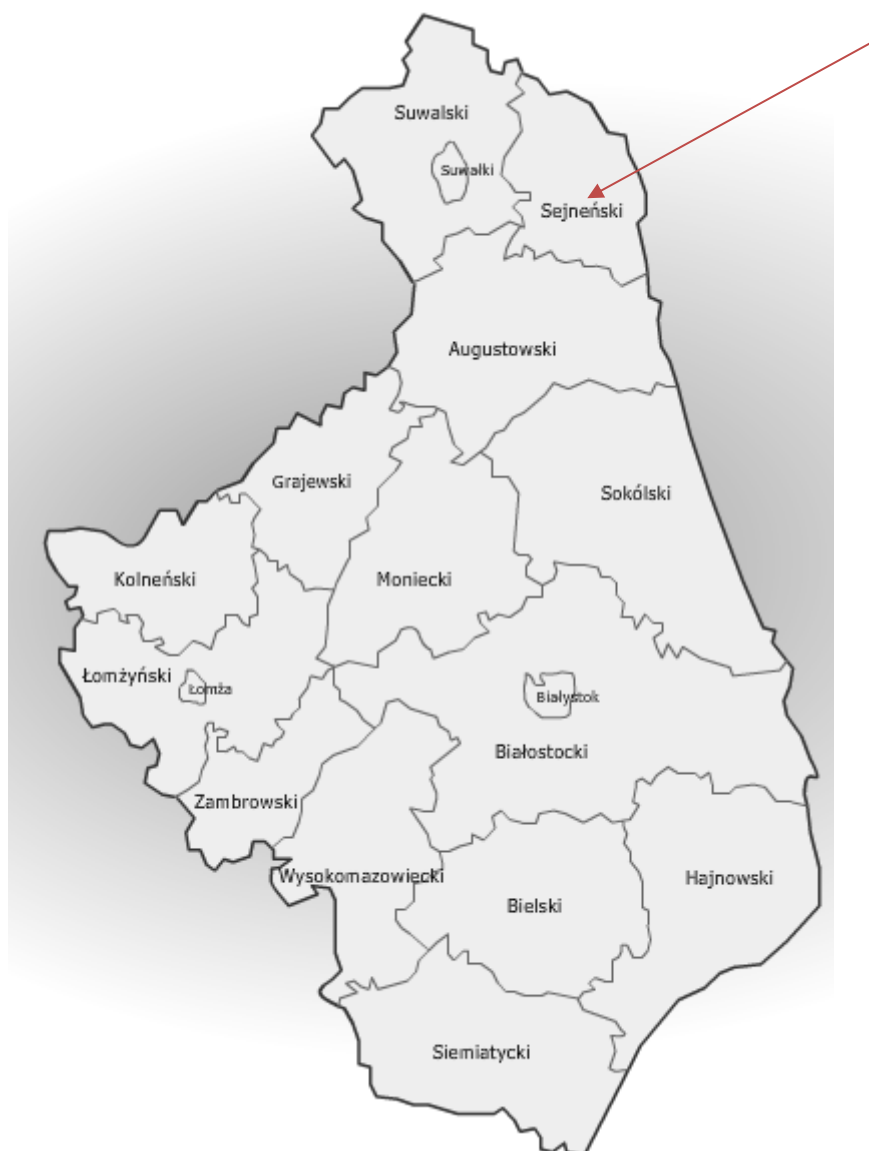 Suwalski
Suwałki
Sejneński
Augustowski
Grajewski
Sokólski
Kolneński
Moniecki
Łomżyński
Łomża
Białystok
Białostocki
Zambrowski
Wysokomazowiecki
Hajnowski
Bielski
Siemiatycki